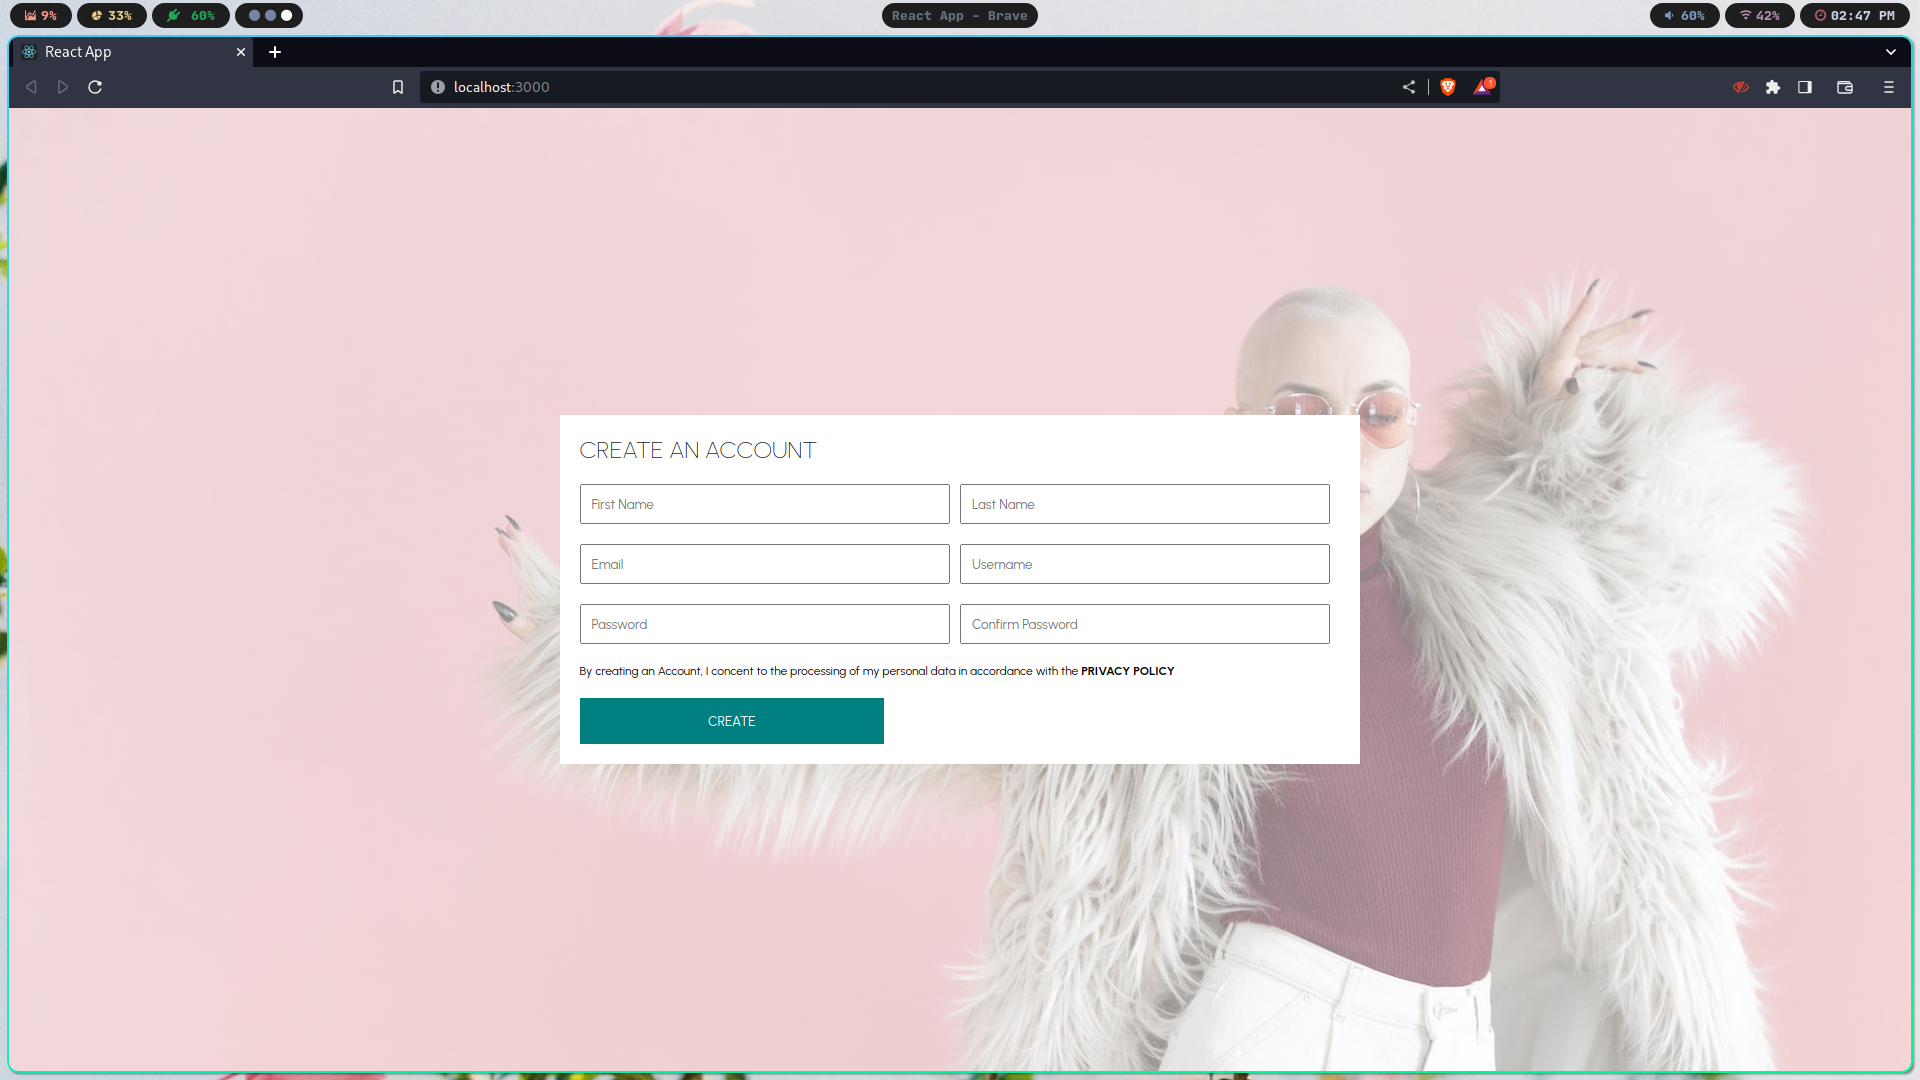 9%
33%
60%
React App - Brave
60%
42%
02:47 PM
React App
localhost:3000
1
CREATE AN ACCOUNT
First Name
Last Name
Email
Username
Password
Confirm Password
By creating an Account, I concent to the processing of my personal data in accordance with the PRIVACY POLICY
CREATE